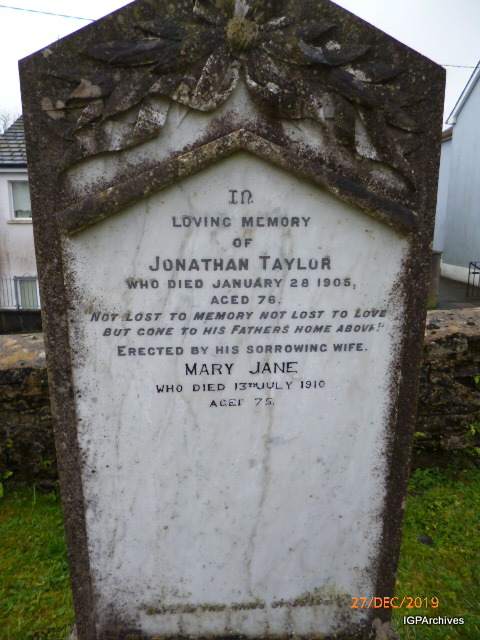 IN
LOVING MEMORY
OF
JONATHAN TAYLOR
WHO DIED JANUARY 28 1905,
AGED 76.
"NOT LOST TO MEMORY NOT LOST TO LOVE
BUT GONE TO HIS FATHERS HOME ABOVE."
ERECTED BY HIS SORROWING WIFE.
MARY JANE
WHO DIED 13TH JULY 1910
AGED 75.
27/DEC/2019
IGPArchives